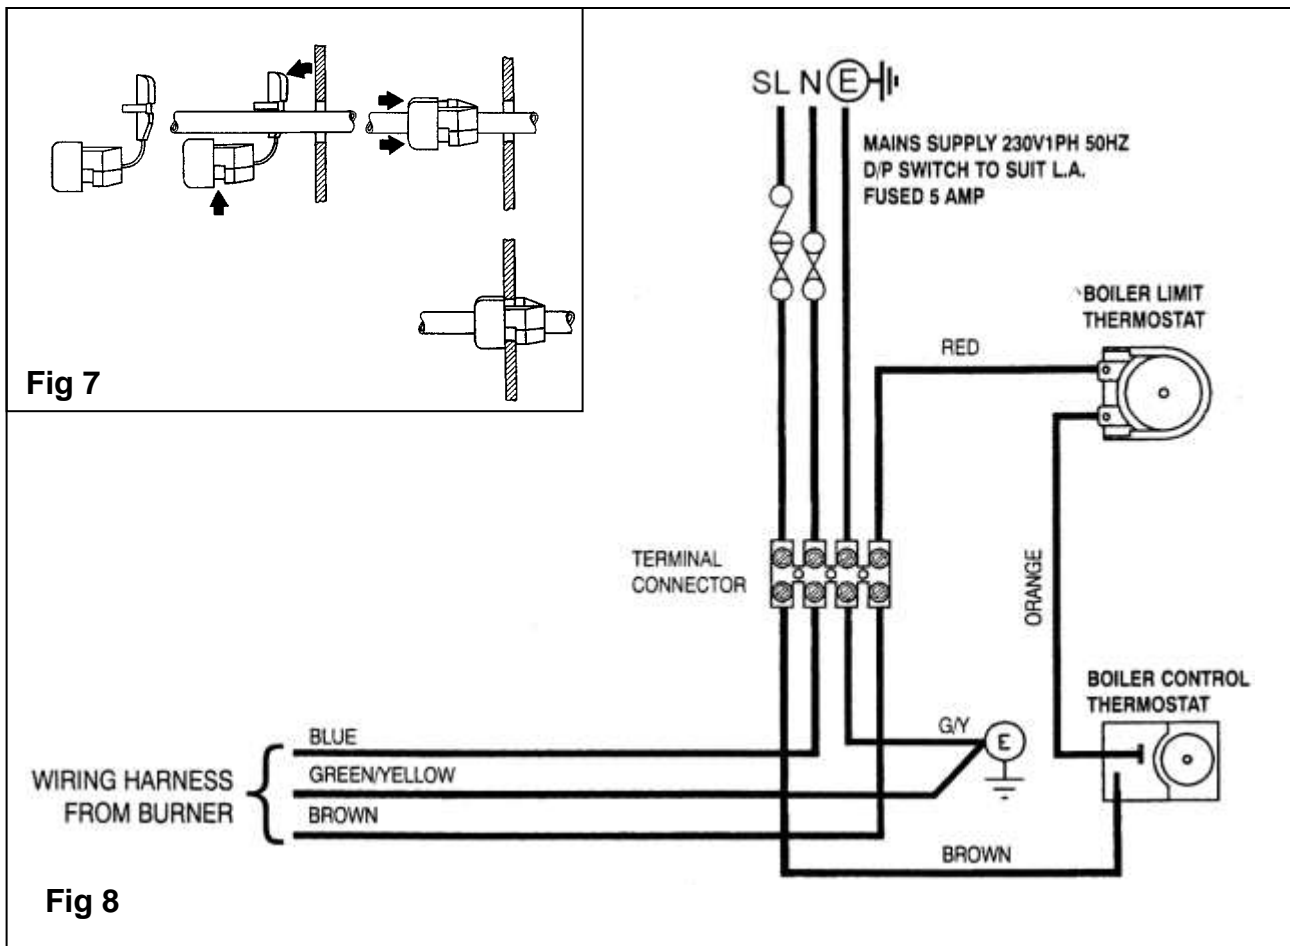 Fig 7
SL N E
MAINS SUPPLY 230V1PH 50HZ
D/P SWITCH TO SUIT L.A.
FUSED 5 AMP
BOILER LIMIT
THERMOSTAT
RED
TERMINAL
CONNECTOR
ORANGE
BOILER CONTROL
THERMOSTAT
G/Y
E
BLUE
WIRING HARNESS
FROM BURNER
GREEN/YELLOW
BROWN
BROWN
Fig 8